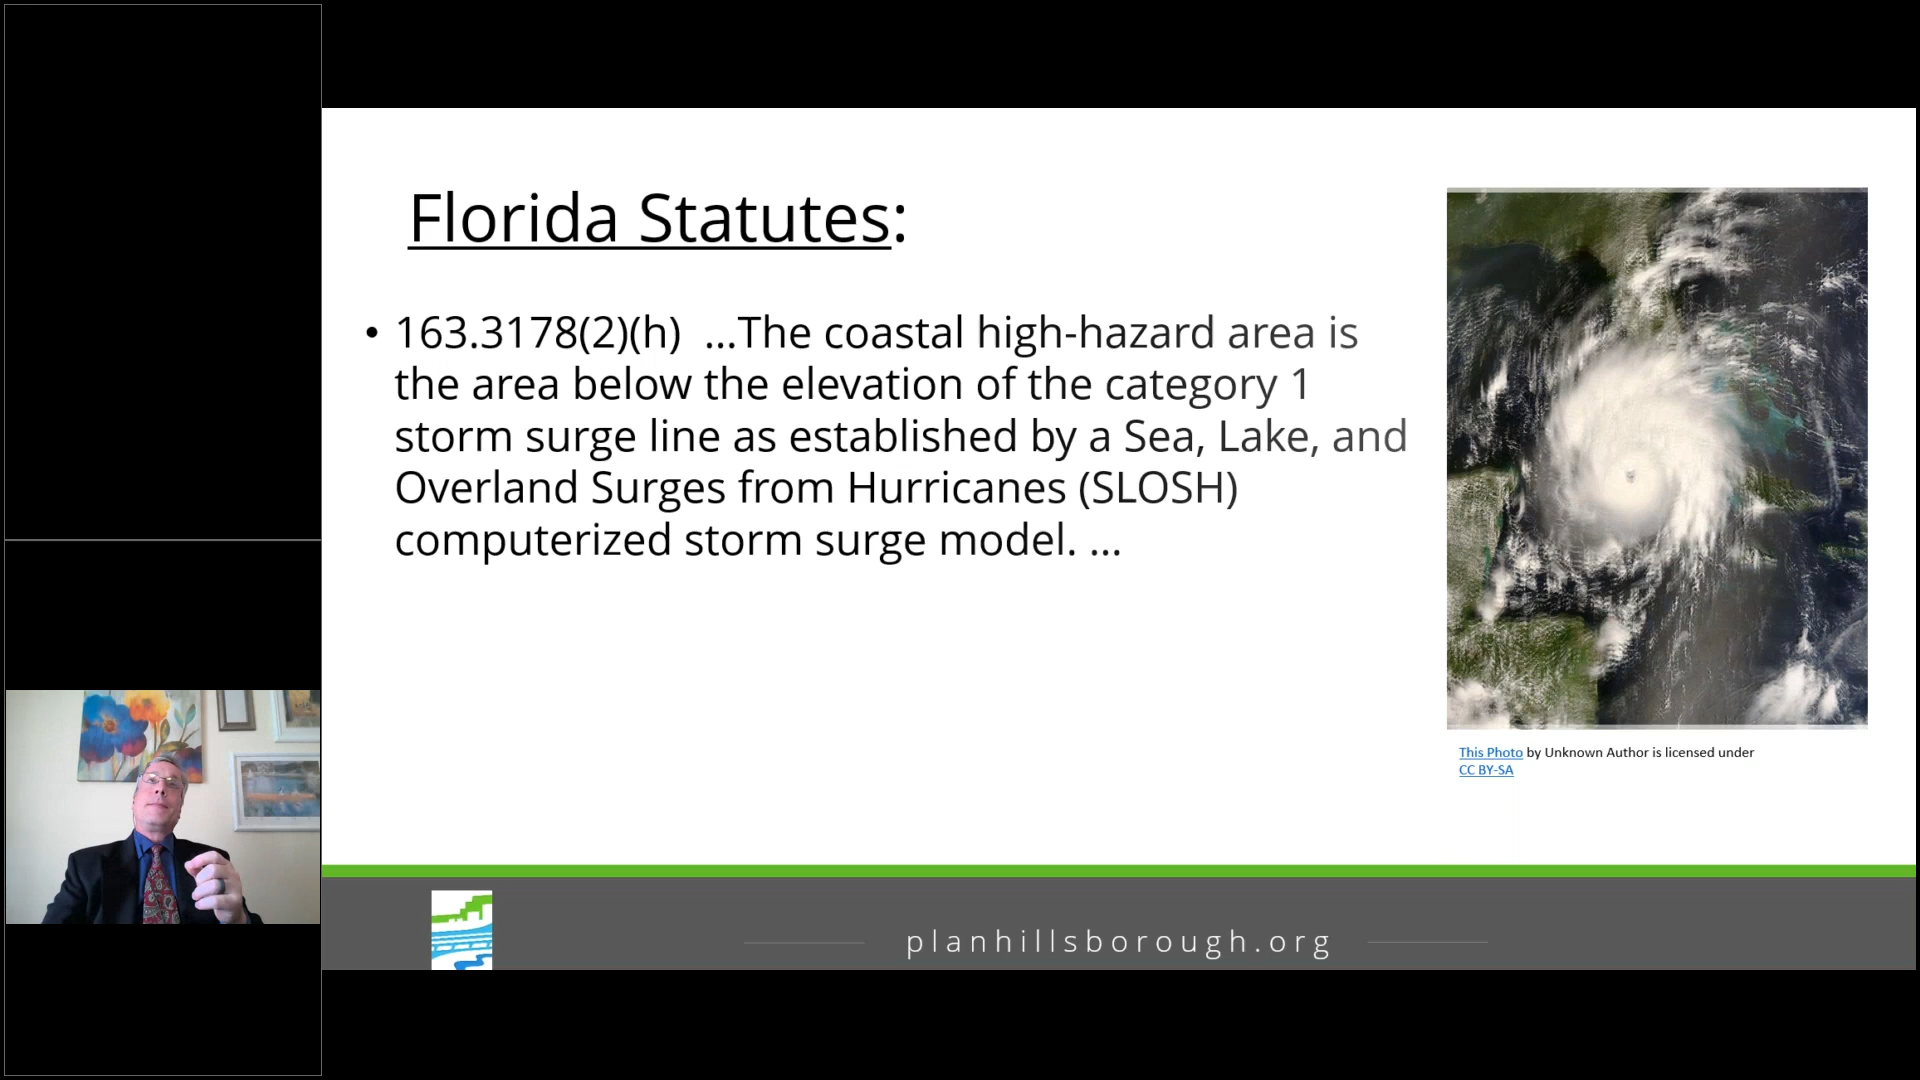 Florida Statutes:
• 163.3178(2)(h)  ...The coastal high-hazard area is
the area below the elevation of the category 1
storm surge line as established by a Sea, Lake, and
Overland Surges from Hurricanes (SLOSH)
computerized storm surge model. ...
This Photo by Unknown Author is licensed under
CC BY-SA
planhillsborough.org